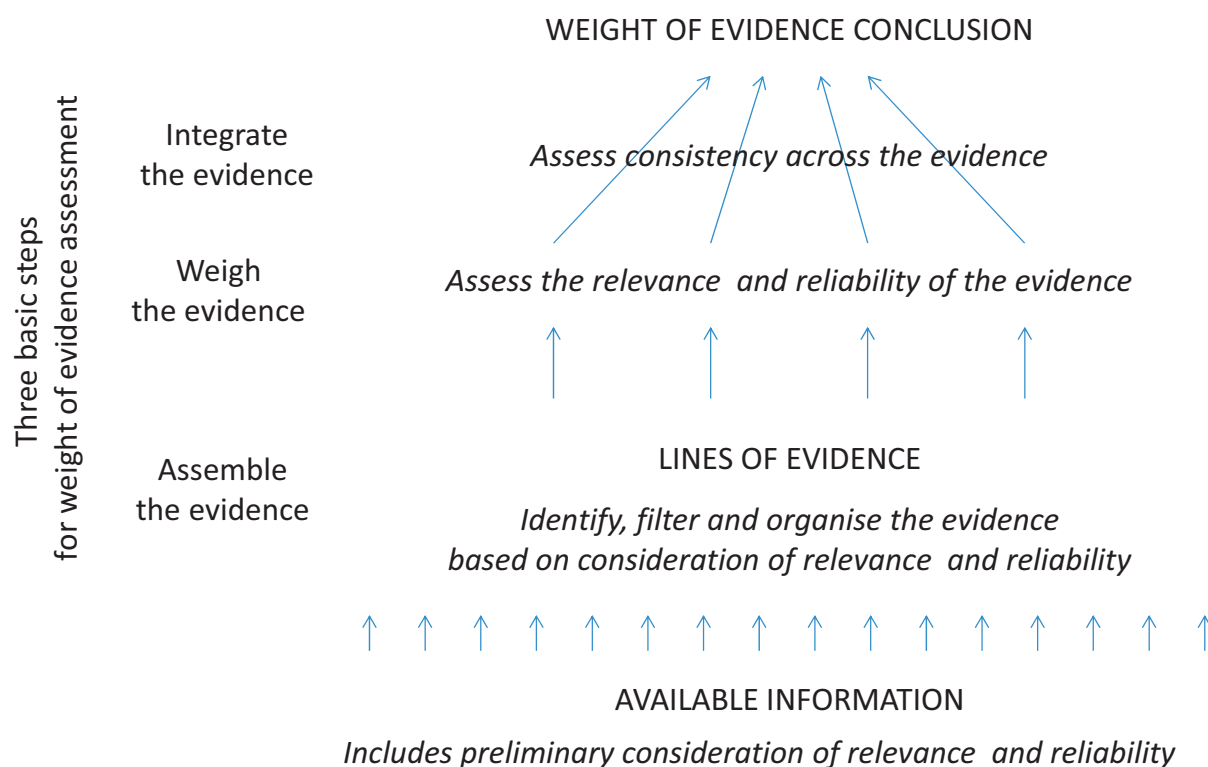 WEIGHT OF EVIDENCE CONCLUSION
Three basic steps
for weight of evidence assessment
Integrate
the evidence
Assess consistency across the evidence
Weigh
the evidence
Assess the relevance and reliability of the evidence
Assemble
the evidence
LINES OF EVIDENCE
Identify, filter and organise the evidence
based on consideration of relevance and reliability
AVAILABLE INFORMATION
Includes preliminary consideration of relevance and reliability